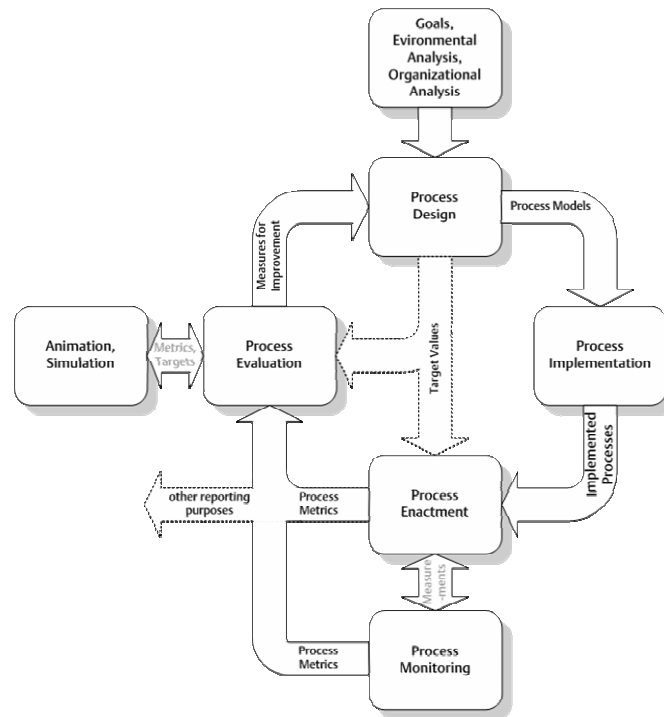 Goals,
Evironmental
Analysis,
Organizational
Analysis
Process
Design
Process Models
Measures for
Improvement
Animation,
Simulation
Metrics,
Targets
Process
Evaluation
Target Values
Process
Implementation
Implemented
Processes
other reporting
purposes
Process
Metrics
Process
Enactment
Measure
-ments
Process
Metrics
Process
Monitoring